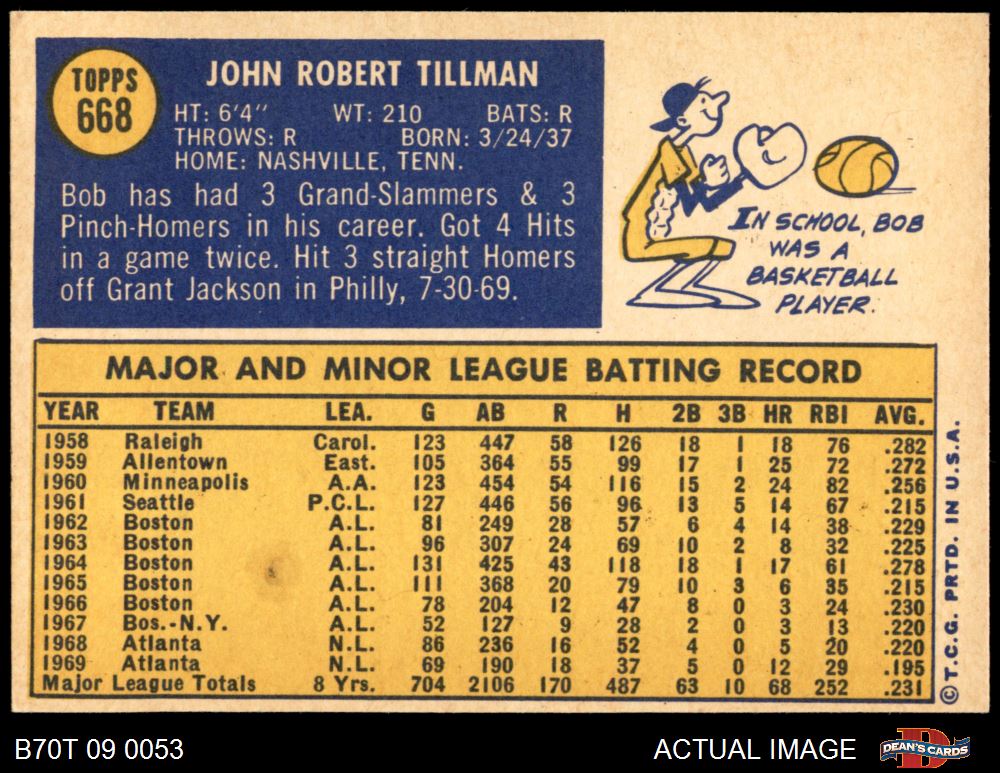 TOPPS
668
JOHN ROBERT TILLMAN
HT: 6'4" WT: 210 BATS: R
THROWS: R BORN: 3/24/37
HOME: NASHVILLE, TENN.
Bob has had 3 Grand-Slammers & 3
Pinch-Homers in his career. Got 4 Hits
in a game twice. Hit 3 straight Homers
off Grant Jackson in Philly, 7-30-69.
IN SCHOOL, BOB
WAS A
BASKETBALL
PLAYER.
MAJOR AND MINOR LEAGUE BATTING RECORD
YEAR TEAM LEA. G AB R H 2B 3B HR RBI AVG.
1958 Raleigh Carol. 123 447 58 126 18 1 18 76 .282
1959 Allentown East. 105 364 55 99 17 1 25 72 .272
1960 Minneapolis A.A. 123 454 54 116 15 2 24 82 .256
1961 Seattle P.C.L. 127 446 56 96 13 5 14 67 .215
1962 Boston A.L. 81 249 28 57 6 4 14 38 .229
1963 Boston A.L. 96 307 24 69 10 2 8 32 .225
1964 Boston A.L. 131 425 43 118 18 1 17 61 .278
1965 Boston A.L. 111 368 20 79 10 3 6 35 .215
1966 Boston A.L. 78 204 12 47 8 0 3 24 .230
1967 Bos.-N.Y. A.L. 52 127 9 28 2 0 3 13 .220
1968 Atlanta N.L. 86 236 16 52 4 0 5 20 .220
1969 Atlanta N.L. 69 190 18 37 5 0 12 29 .195
Major League Totals 8 Yrs. 704 2106 170 487 63 10 68 252 .231
© T.C.G. PRTD. IN U.S.A.
B70T 09 0053
ACTUAL IMAGE
DEAN'S CARDS